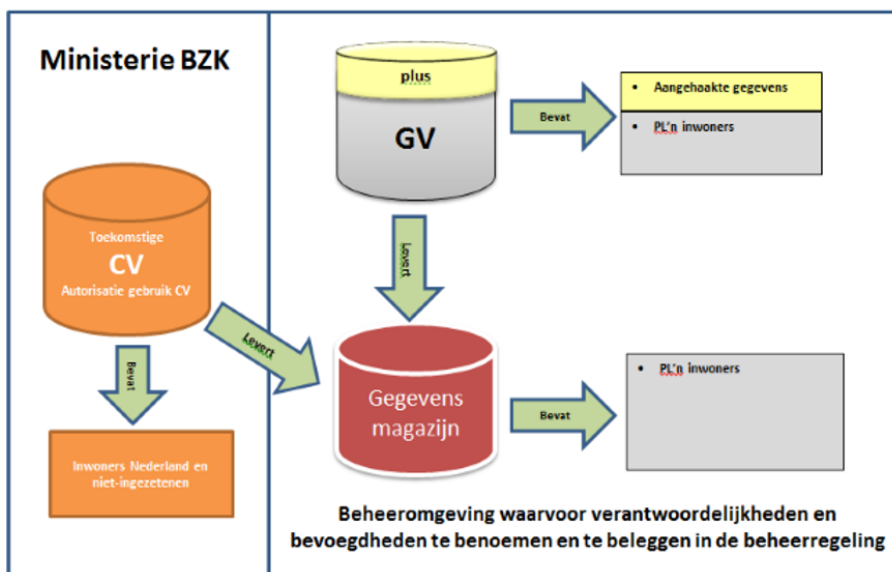 Ministerie BZK
Toekomstige
CV
Autorisatie gebruik CV
Bevat
Inwoners Nederland en
niet-ingezetenen
Levert
plus
GV
Bevat
• Aangehaakte gegevens
• PL'n inwoners
Levert
Gegevens
magazijn
Bevat
• PL'n inwoners
Beheeromgeving waarvoor verantwoordelijkheden en
bevoegdheden te benoemen en te beleggen in de beheerregeling